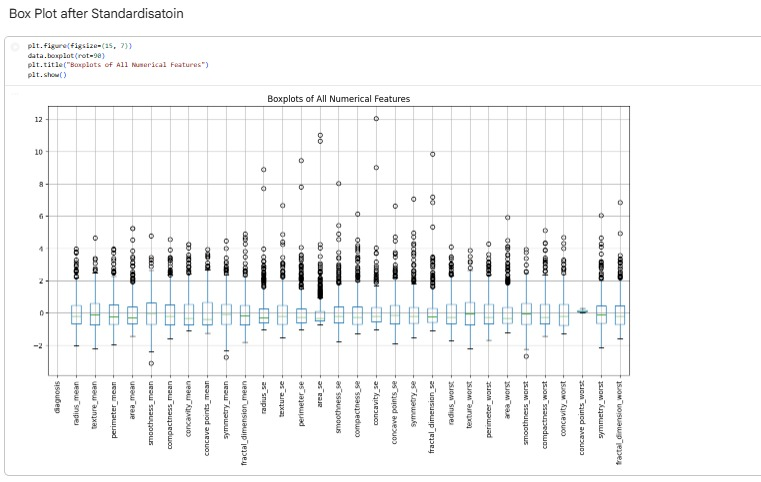 Box Plot after Standardisatoin
plt.figure(figsize=(15, 7))
data.boxplot(rot=90)
plt.title("Boxplots of All Numerical Features")
plt.show()
Boxplots of All Numerical Features
12
10
8
6
4
2
0
−2
diagnosis
radius_mean
texture_mean
perimeter_mean
area_mean
smoothness_mean
compactness_mean
concavity_mean
concave points_mean
symmetry_mean
fractal_dimension_mean
radius_se
texture_se
perimeter_se
area_se
smoothness_se
compactness_se
concavity_se
concave points_se
symmetry_se
fractal_dimension_se
radius_worst
texture_worst
perimeter_worst
area_worst
smoothness_worst
compactness_worst
concavity_worst
concave points_worst
symmetry_worst
fractal_dimension_worst